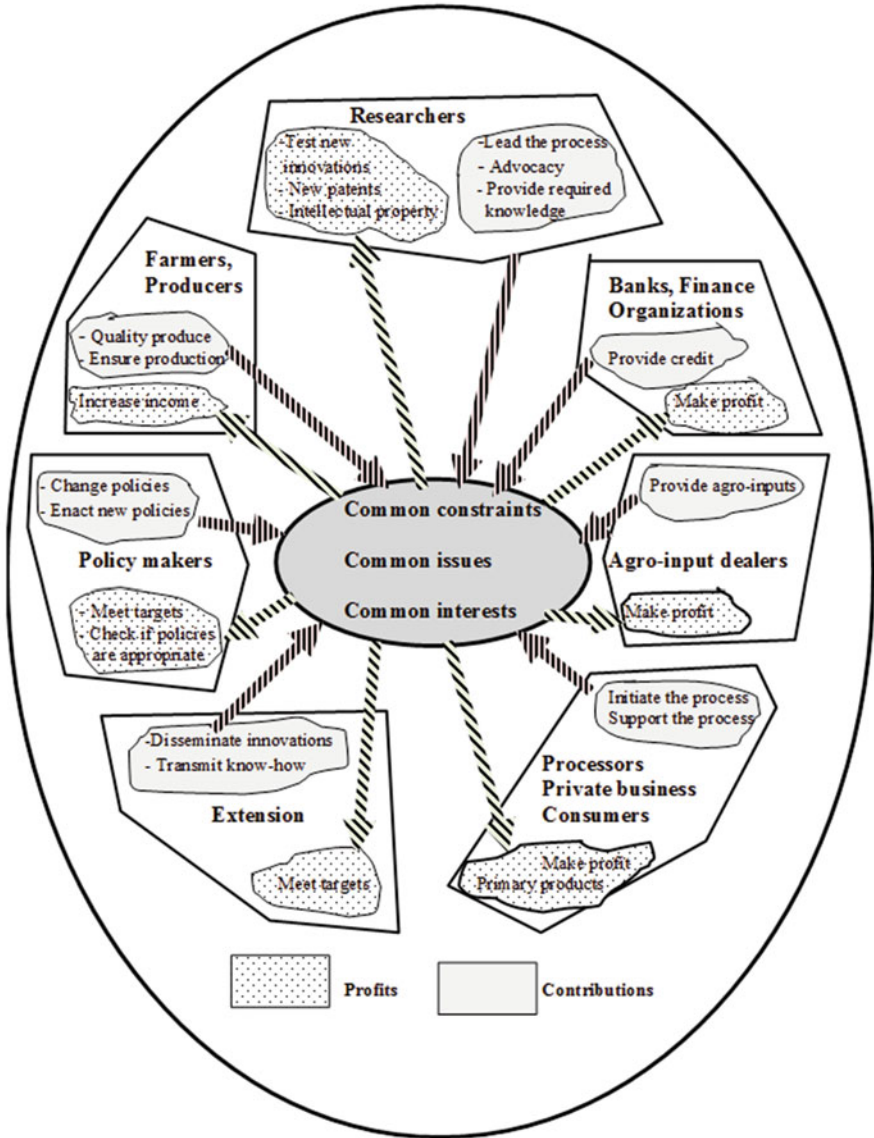 Researchers
-Test new
innovations
- New patents
- Intellectual property
-Lead the process
- Advocacy
- Provide required
knowledge
Farmers,
Producers
- Quality produce
- Ensure production
Increase income
Banks, Finance
Organizations
Provide credit
Make profit
- Change policies
- Enact new policies
Policy makers
- Meet targets
- Check if policires
are appropriate
Common constraints
Common issues
Common interests
Provide agro-inputs
Agro-input dealers
Make profit
-Disseminate innovations
- Transmit know-how
Extension
Meet targets
Initiate the process
Support the process
Processors
Private business
Consumers
Make profit
Primary products
Profits
Contributions